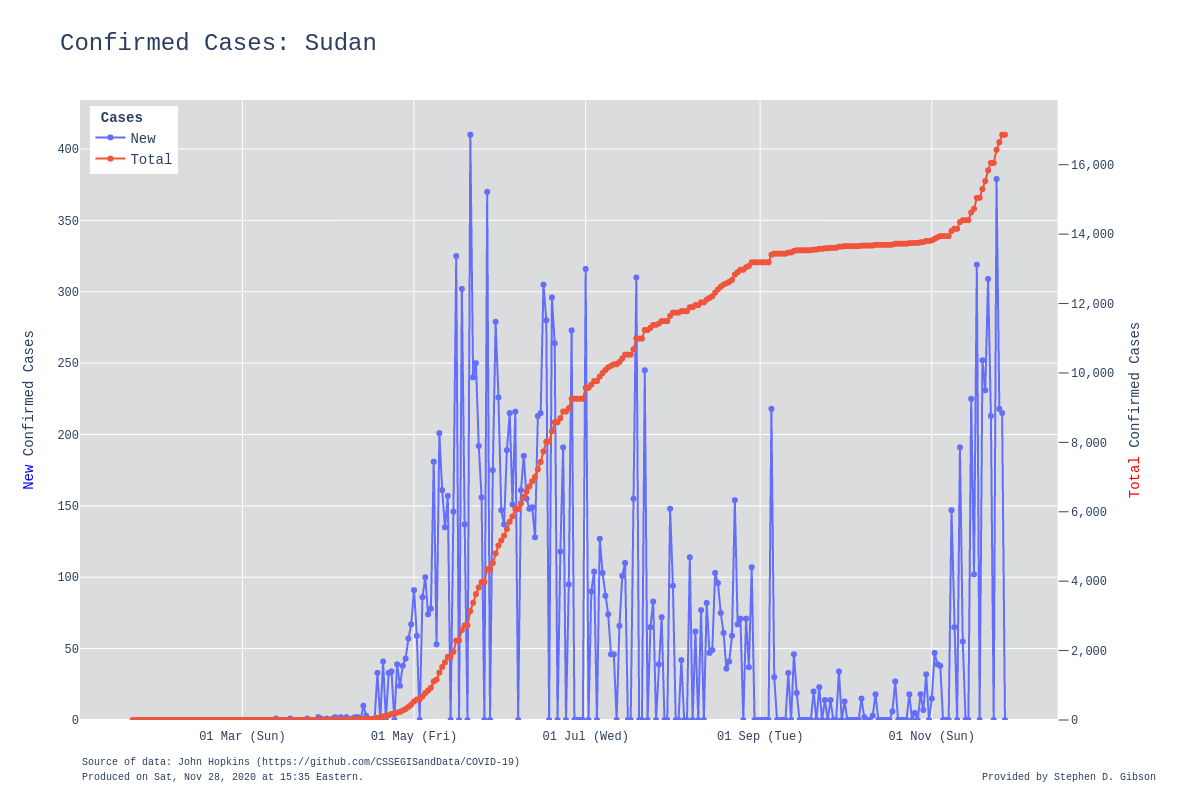 Confirmed Cases: Sudan
Cases
New
Total
400
350
300
250
200
150
100
50
0
New Confirmed Cases
16,000
14,000
12,000
10,000
8,000
6,000
4,000
2,000
0
Total Confirmed Cases
01 Mar (Sun) 01 May (Fri) 01 Jul (Wed) 01 Sep (Tue) 01 Nov (Sun)
Source of data: John Hopkins (https://github.com/CSSEGISandData/COVID-19)
Produced on Sat, Nov 28, 2020 at 15:35 Eastern.
Provided by Stephen D. Gibson